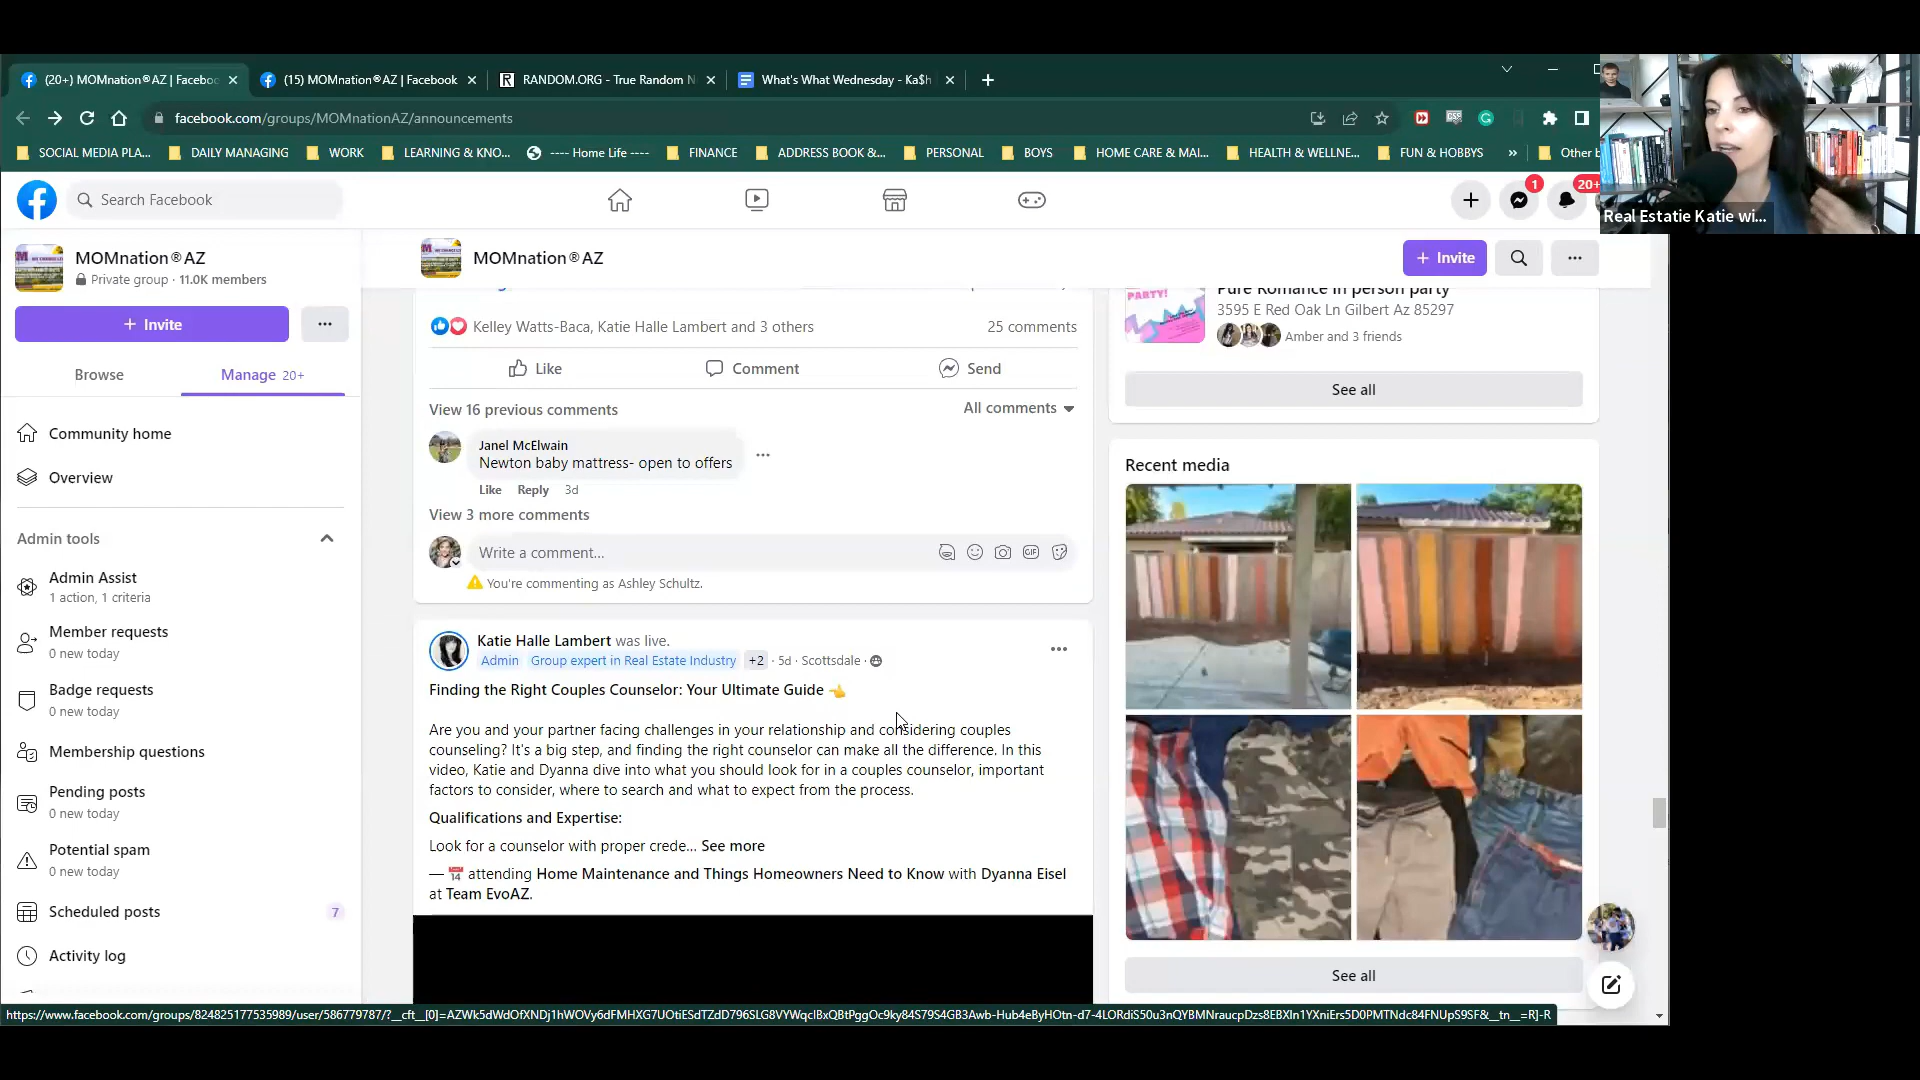 (20+) MOMnation®AZ | Faceboo
(15) MOMnation®AZ | Facebook
RANDOM.ORG - True Random N
What's What Wednesday - Ka$h
facebook.com/groups/MOMnationAZ/announcements
SOCIAL MEDIA PLA...
DAILY MANAGING
WORK
LEARNING & KNO...
---- Home Life ----
FINANCE
ADDRESS BOOK &...
PERSONAL
BOYS
HOME CARE & MAI...
HEALTH & WELLNE...
FUN & HOBBYS
»
Other b
Real Estatie Katie wi...
Search Facebook
1
20+
MOMnation®AZ
Private group · 11.0K members
+ Invite
Browse
Manage 20+
Community home
Overview
Admin tools
Admin Assist
1 action, 1 criteria
Member requests
0 new today
Badge requests
0 new today
Membership questions
Pending posts
0 new today
Potential spam
0 new today
Scheduled posts 7
Activity log
MOMnation®AZ
+ Invite
Kelley Watts-Baca, Katie Halle Lambert and 3 others
25 comments
Like
Comment
Send
View 16 previous comments
All comments
Janel McElwain
Newton baby mattress- open to offers
Like Reply 3d
View 3 more comments
Write a comment...
GIF
You're commenting as Ashley Schultz.
Katie Halle Lambert was live.
Admin Group expert in Real Estate Industry +2 · 5d · Scottsdale ·
Finding the Right Couples Counselor: Your Ultimate Guide
Are you and your partner facing challenges in your relationship and considering couples
counseling? It's a big step, and finding the right counselor can make all the difference. In this
video, Katie and Dyanna dive into what you should look for in a couples counselor, important
factors to consider, where to search and what to expect from the process.
Qualifications and Expertise:
Look for a counselor with proper crede... See more
— attending Home Maintenance and Things Homeowners Need to Know with Dyanna Eisel
at Team EvoAZ.
PARTY!
Pure Romance in person party
3595 E Red Oak Ln Gilbert Az 85297
Amber and 3 friends
See all
Recent media
See all